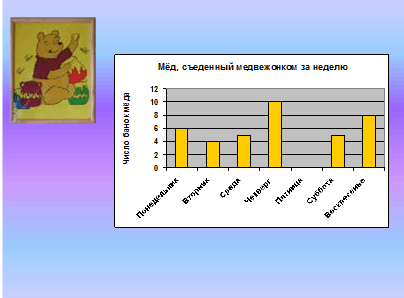 Мёд, съеденный медвежонком за неделю
Число банок мёда
12
10
8
6
4
2
0
Понедельник
Вторник
Среда
Четверг
Пятница
Суббота
Воскресенье